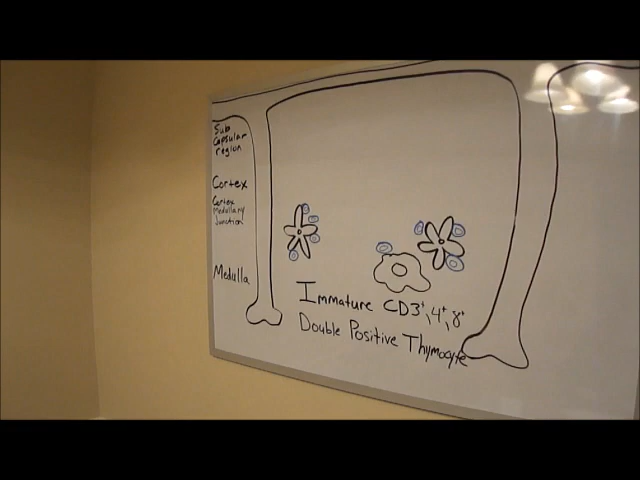 Sub
Capsular
region
Cortex
Cortex
Medullary
Junction
Medulla
Immature CD3⁺,4⁺,8⁺
Double Positive Thymocyte